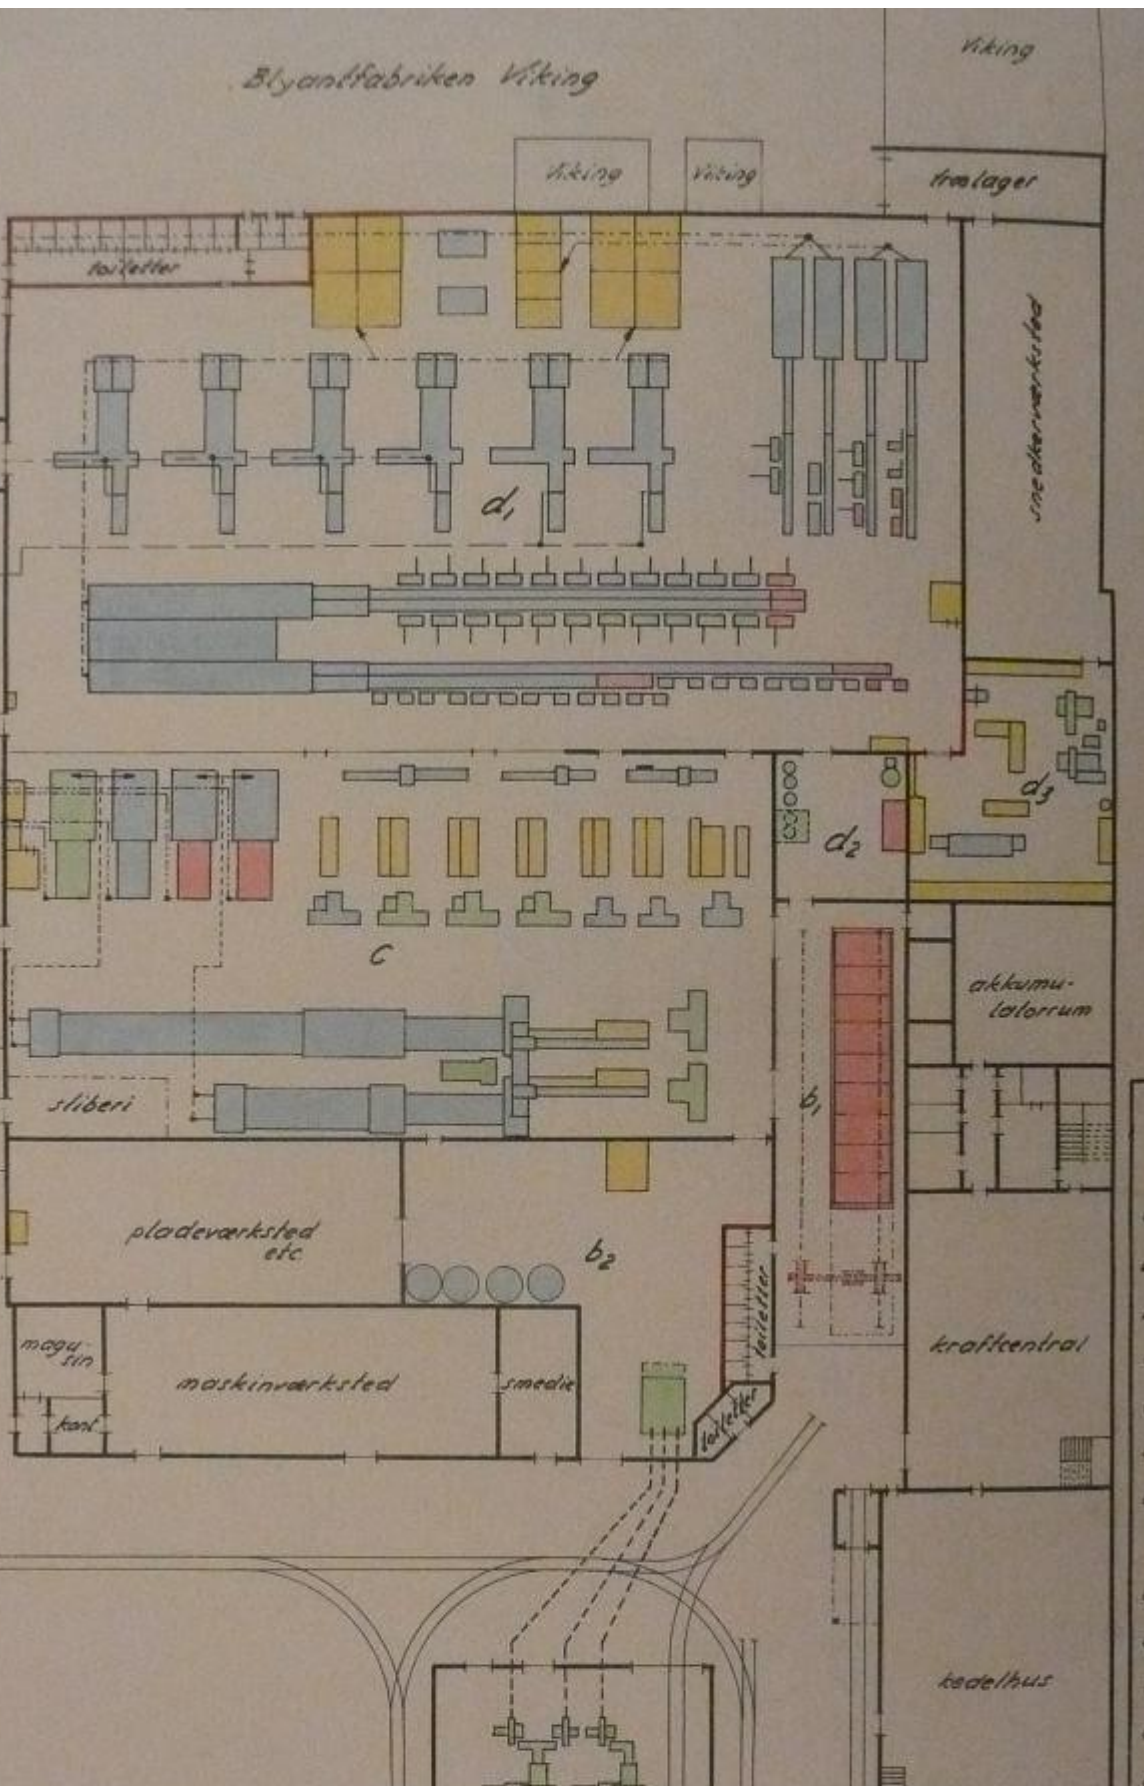 Viking
Blyantfabriken Viking
Viking
Viking
trælager
toiletter
snedkerværksted
d₁
d₃
d₂
c
akkumu-
latorrum
b₁
sliberi
pladeværksted
etc.
b₂
toiletter
magu-
sin
maskinværksted
smedie
kraftcentral
kont
toiletter
kedelhus